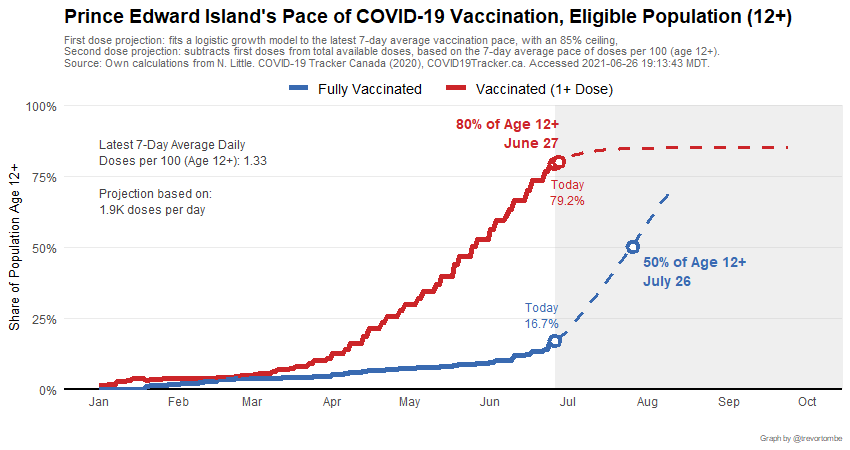 Prince Edward Island's Pace of COVID-19 Vaccination, Eligible Population (12+)
First dose projection: fits a logistic growth model to the latest 7-day average vaccination pace, with an 85% ceiling,
Second dose projection: subtracts first doses from total available doses, based on the 7-day average pace of doses per 100 (age 12+).
Source: Own calculations from N. Little. COVID-19 Tracker Canada (2020), COVID19Tracker.ca. Accessed 2021-06-26 19:13:43 MDT.
Fully Vaccinated
Vaccinated (1+ Dose)
100%
75%
50%
25%
0%
Share of Population Age 12+
Latest 7-Day Average Daily
Doses per 100 (Age 12+): 1.33
Projection based on:
1.9K doses per day
80% of Age 12+
June 27
Today
79.2%
50% of Age 12+
July 26
Today
16.7%
Jan
Feb
Mar
Apr
May
Jun
Jul
Aug
Sep
Oct
Graph by @trevortombe